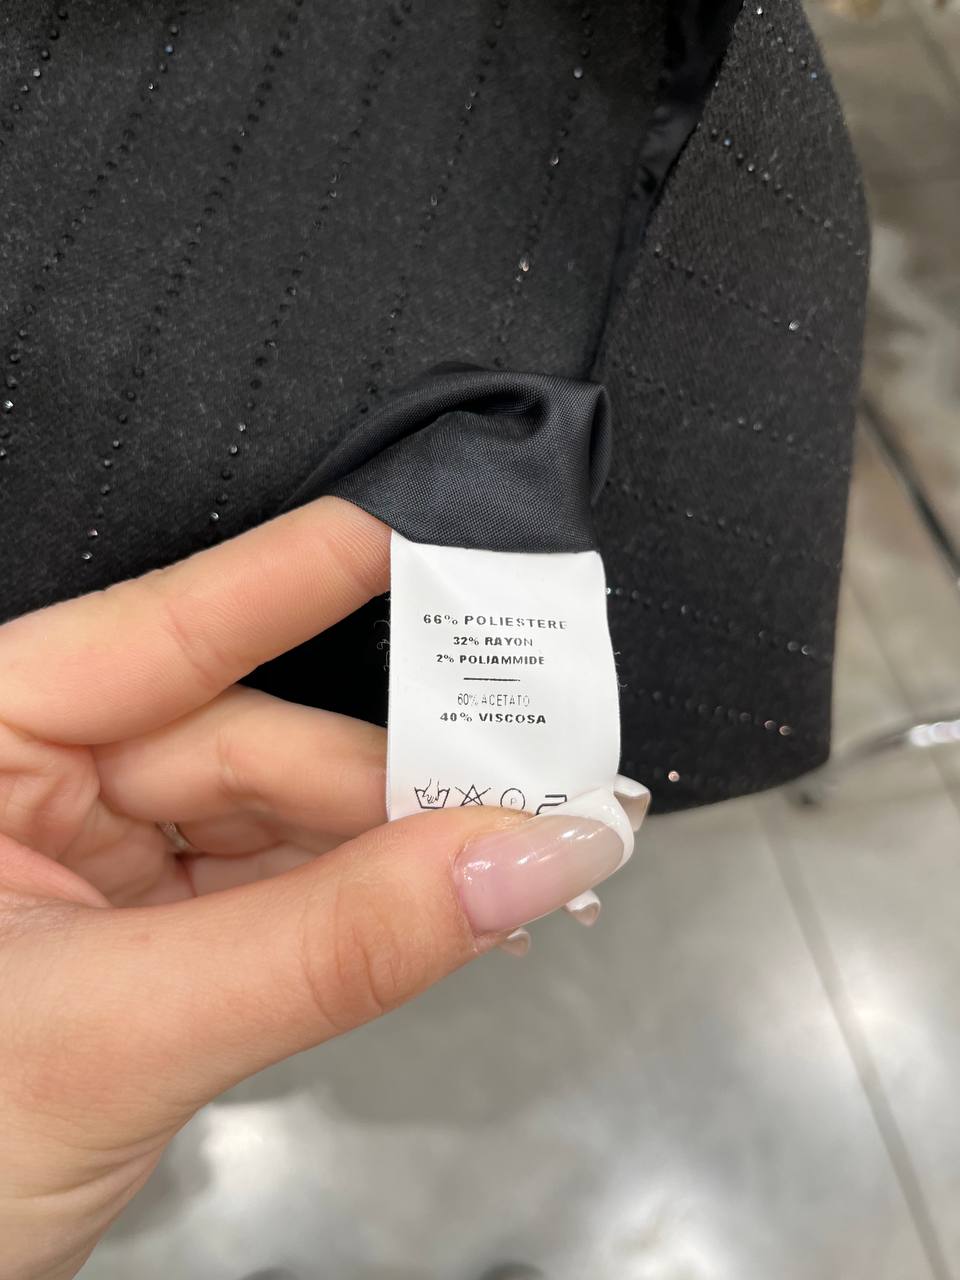 66% POLIESTERE
32% RAYON
2% POLIAMMIDE
60% ACETATO
40% VISCOSA
P